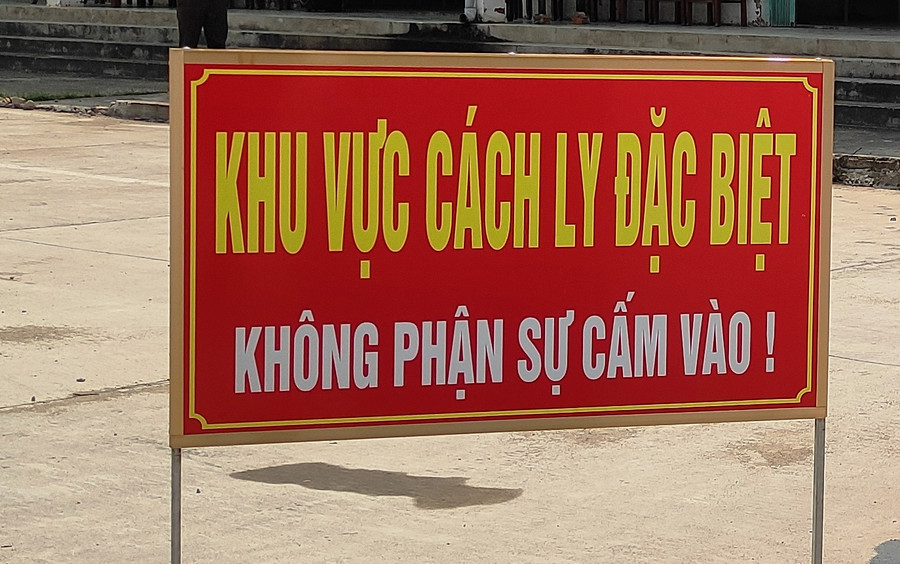 KHU VỰC CÁCH LY ĐẶC BIỆT
KHÔNG PHẬN SỰ CẤM VÀO !